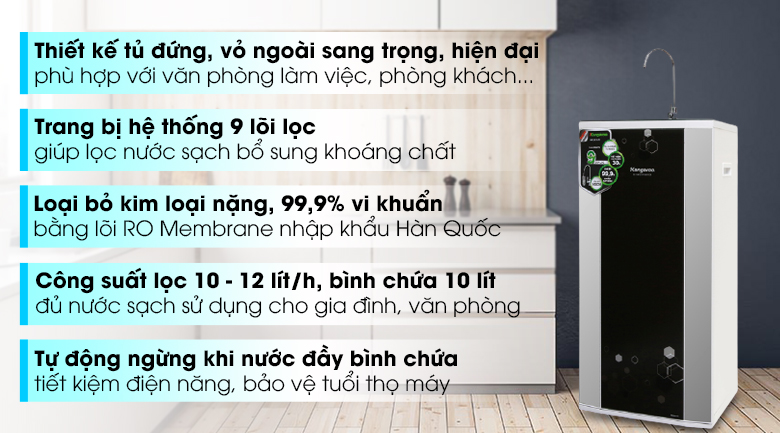 Thiết kế tủ đứng, vỏ ngoài sang trọng, hiện đại
phù hợp với văn phòng làm việc, phòng khách...
Trang bị hệ thống 9 lõi lọc
giúp lọc nước sạch bổ sung khoáng chất
Loại bỏ kim loại nặng, 99,9% vi khuẩn
bằng lõi RO Membrane nhập khẩu Hàn Quốc
Công suất lọc 10 - 12 lít/h, bình chứa 10 lít
đủ nước sạch sử dụng cho gia đình, văn phòng
Tự động ngừng khi nước đầy bình chứa
tiết kiệm điện năng, bảo vệ tuổi thọ máy
Kangaroo
Kangaroo
99,9%